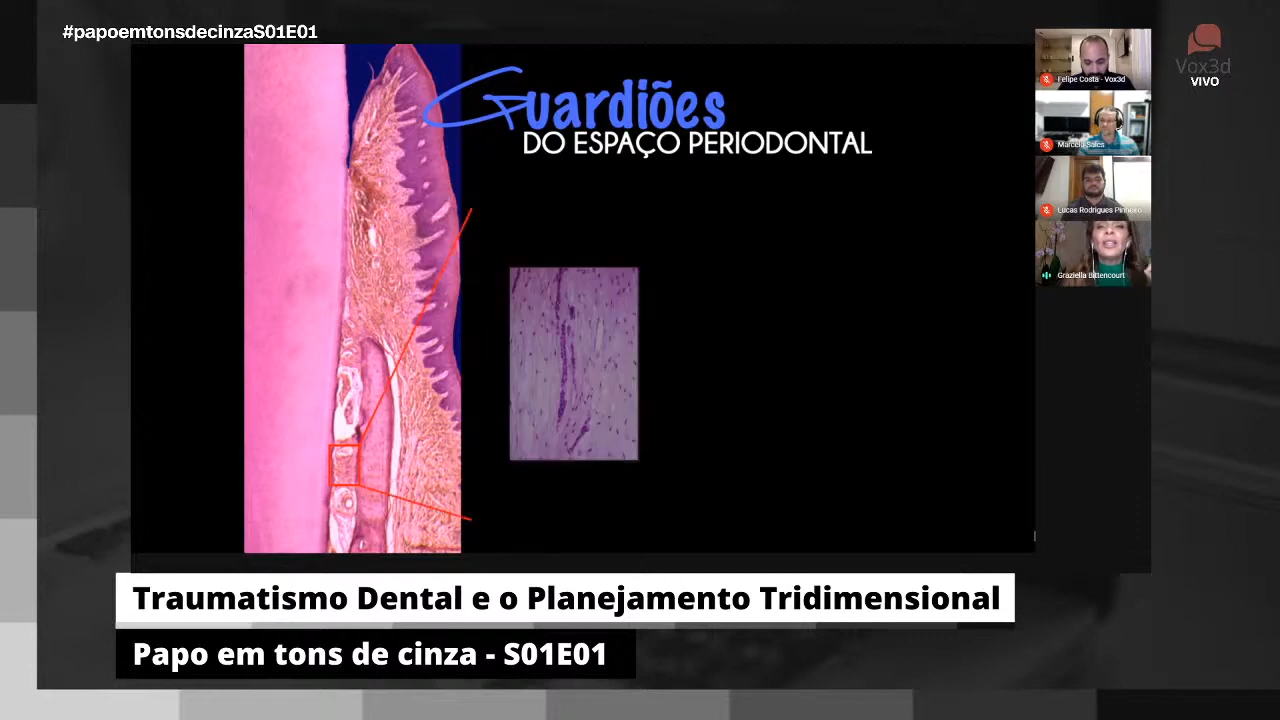 #papoemtonsdecinzaS01E01
Guardiões
DO ESPAÇO PERIODONTAL
Felipe Costa - Vox3d
Marcelo Sales
Lucas Rodrigues Pinheiro
Graziella Bittencourt
Vox3d
VIVO
Traumatismo Dental e o Planejamento Tridimensional
Papo em tons de cinza - S01E01